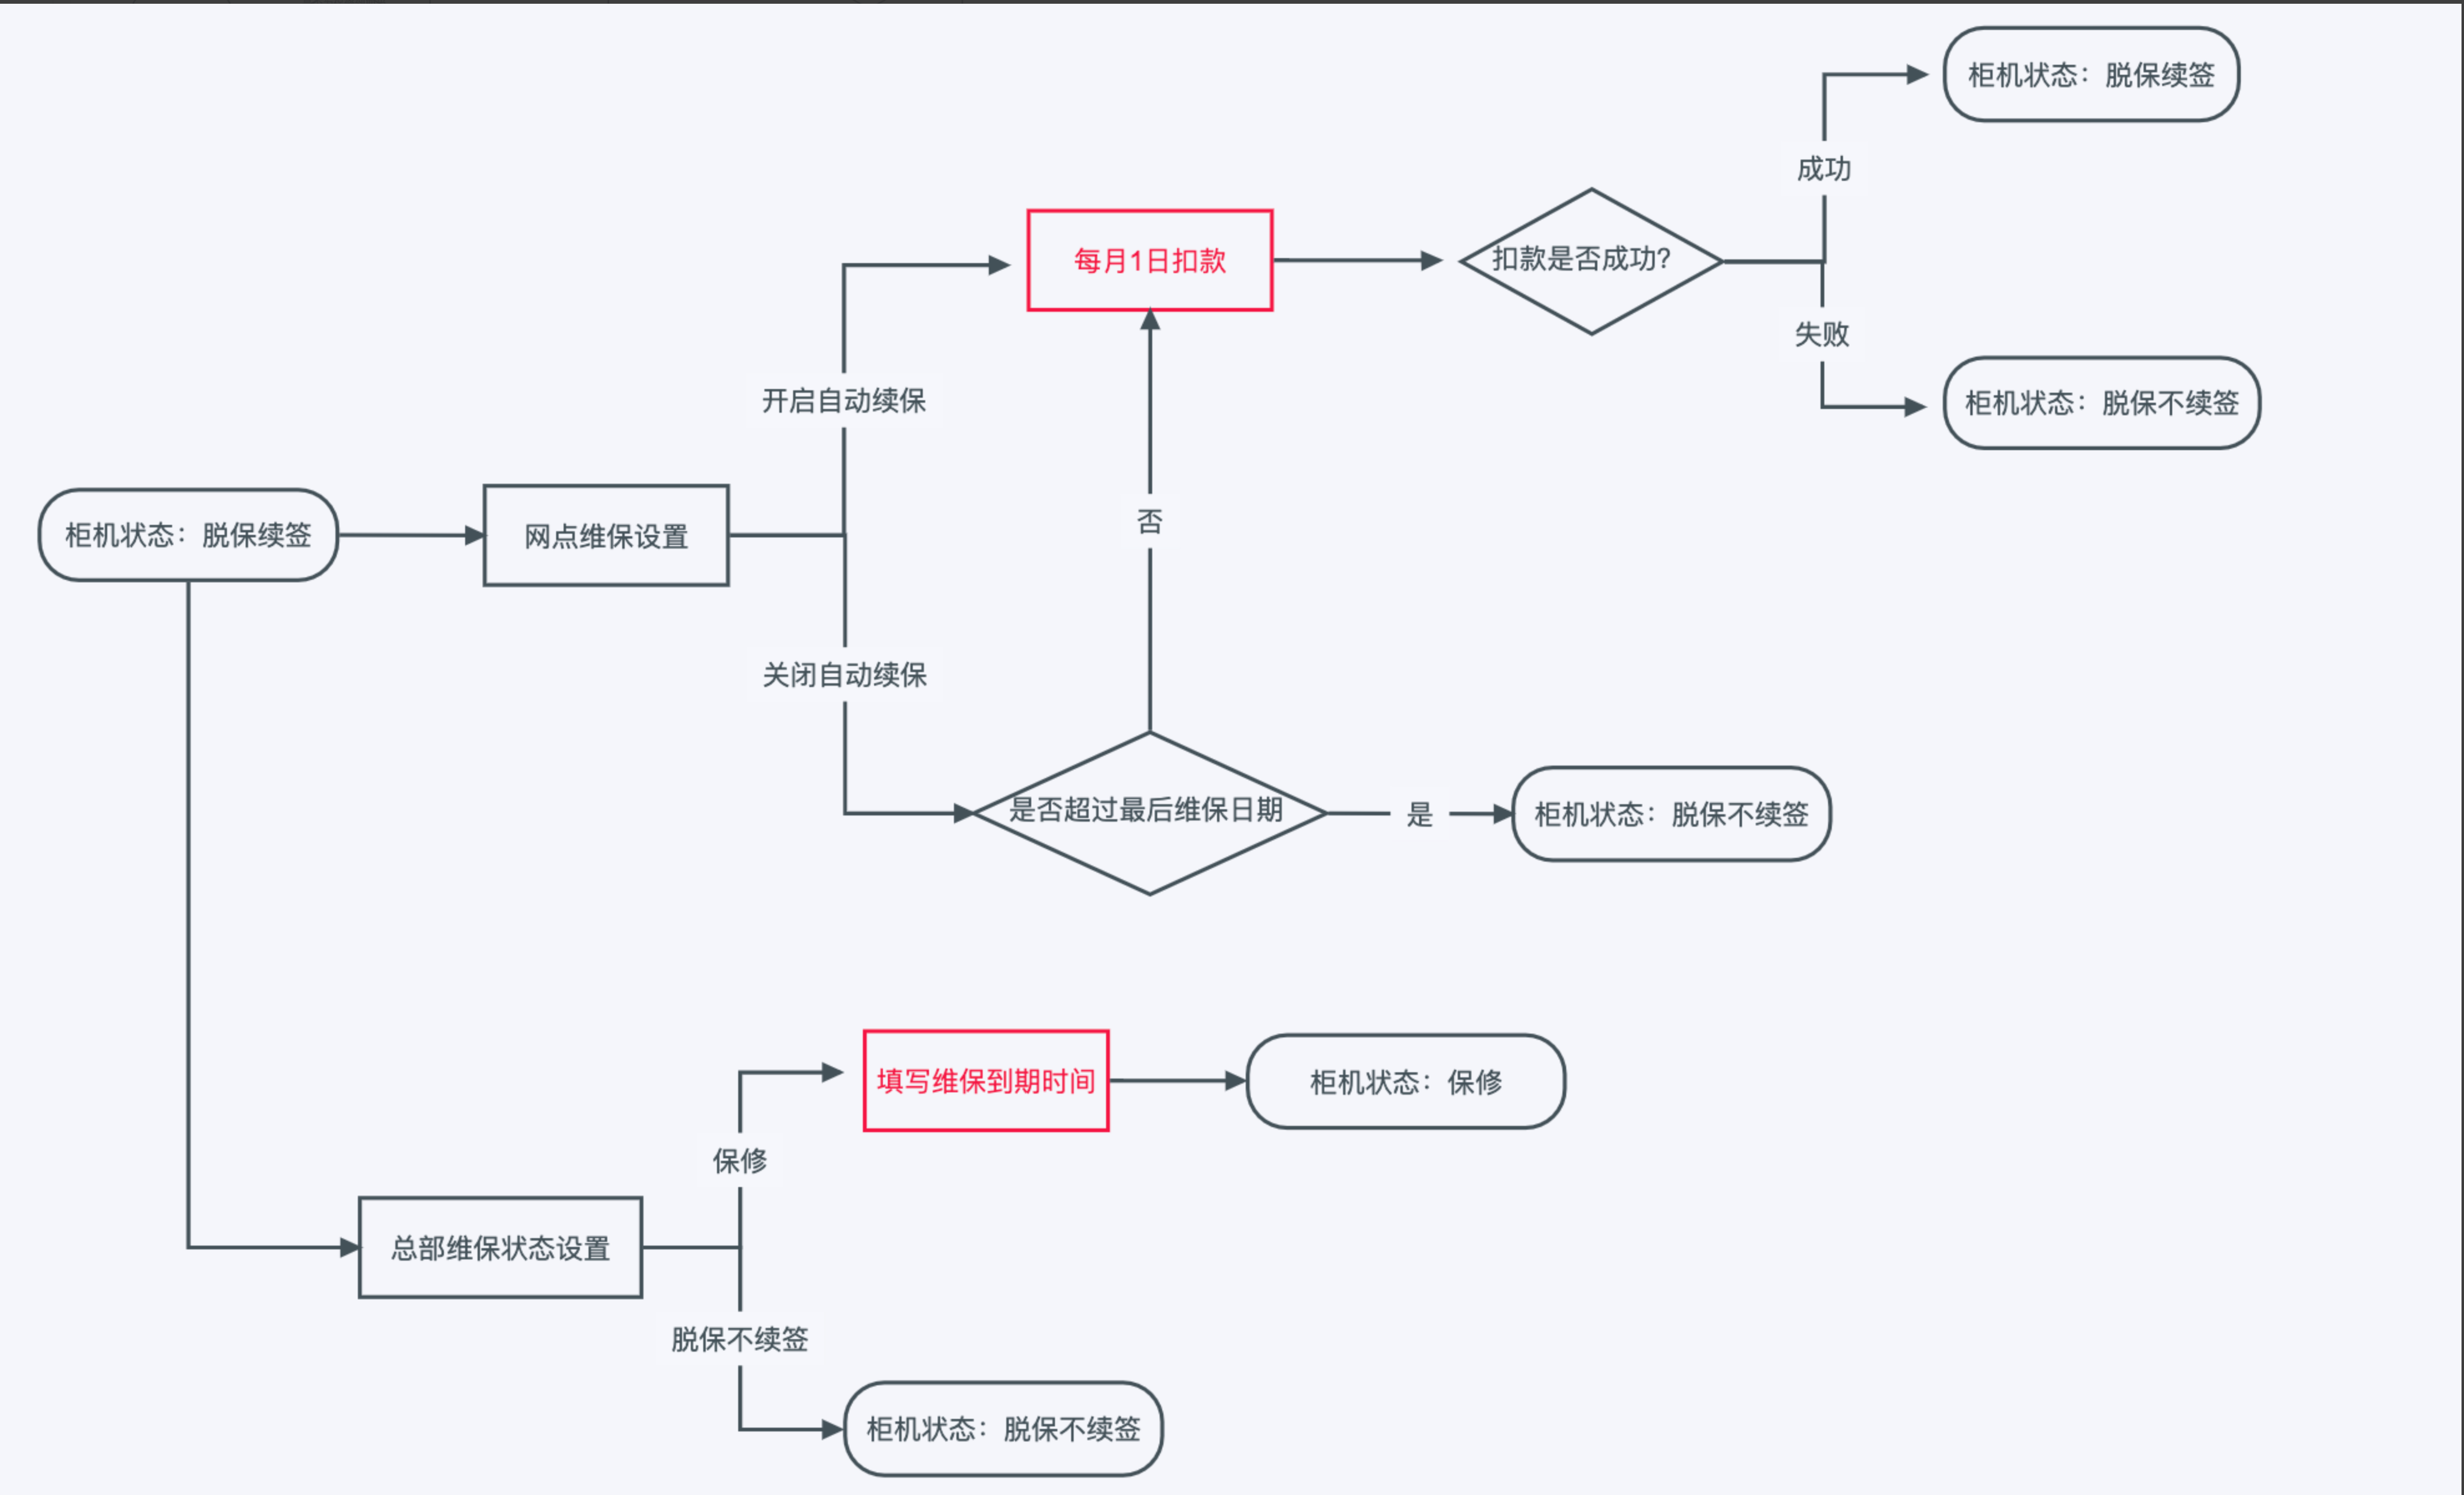 柜机状态：脱保续签
成功
每月1日扣款
扣款是否成功?
失败
柜机状态：脱保不续签
开启自动续保
柜机状态：脱保续签
网点维保设置
否
关闭自动续保
是否超过最后维保日期
是
柜机状态：脱保不续签
填写维保到期时间
柜机状态：保修
保修
总部维保状态设置
脱保不续签
柜机状态：脱保不续签